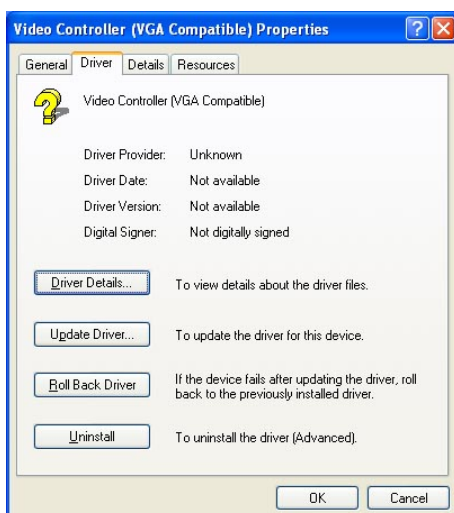 Video Controller (VGA Compatible) Properties
General Driver Details Resources
Video Controller (VGA Compatible)
Driver Provider: Unknown
Driver Date: Not available
Driver Version: Not available
Digital Signer: Not digitally signed
Driver Details... To view details about the driver files.
Update Driver... To update the driver for this device.
Roll Back Driver If the device fails after updating the driver, roll
back to the previously installed driver.
Uninstall To uninstall the driver (Advanced).
OK Cancel